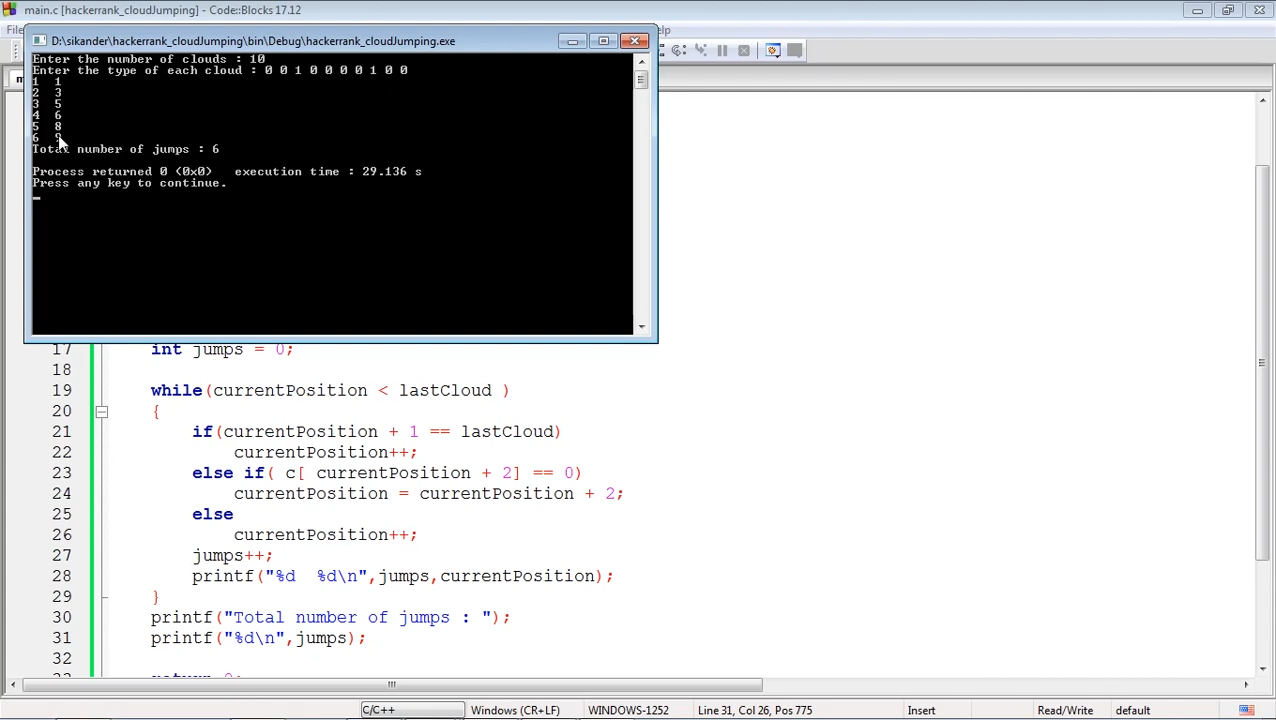 main.c [hackerrank_cloudJumping] - Code::Blocks 17.12
D:\sikander\hackerrank_cloudJumping\bin\Debug\hackerrank_cloudJumping.exe
Enter the number of clouds : 10
Enter the type of each cloud : 0 0 1 0 0 0 0 1 0 0
1 1
2 3
3 5
4 6
5 8
6 9
Total number of jumps : 6
Process returned 0 (0x0) execution time : 29.136 s
Press any key to continue.
17 int jumps = 0;
18
19 while(currentPosition < lastCloud )
20 {
21 if(currentPosition + 1 == lastCloud)
22 currentPosition++;
23 else if( c[ currentPosition + 2] == 0)
24 currentPosition = currentPosition + 2;
25 else
26 currentPosition++;
27 jumps++;
28 printf("%d  %d\n",jumps,currentPosition);
29 }
30 printf("Total number of jumps : ");
31 printf("%d\n",jumps);
32
C/C++ Windows (CR+LF) WINDOWS-1252 Line 31, Col 26, Pos 775 Insert Read/Write default